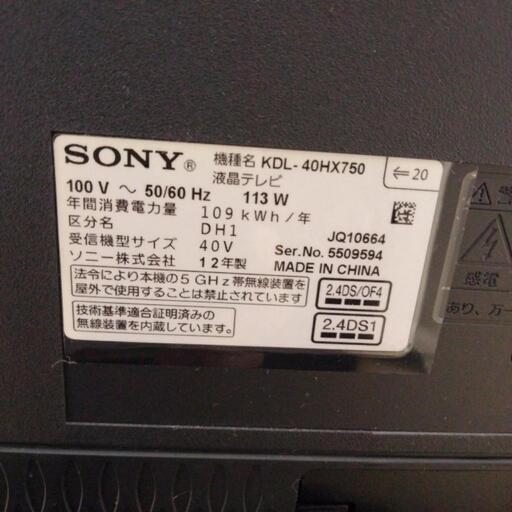 SONY®
機種名 KDL-40HX750
液晶テレビ
⇐20
100 V ～ 50/60 Hz 113 W
年間消費電力量 109kWh/年
区分名 DH1
受信機型サイズ 40V
ソニー株式会社 12年製
JQ10664
Ser.No. 5509594
MADE IN CHINA
法令により本機の5GHz帯無線装置を
屋外で使用することは禁止されています。
2.4DS/OF4
技術基準適合証明済みの
無線装置を内蔵しています。
2.4DS1
警
感電
あり、万一